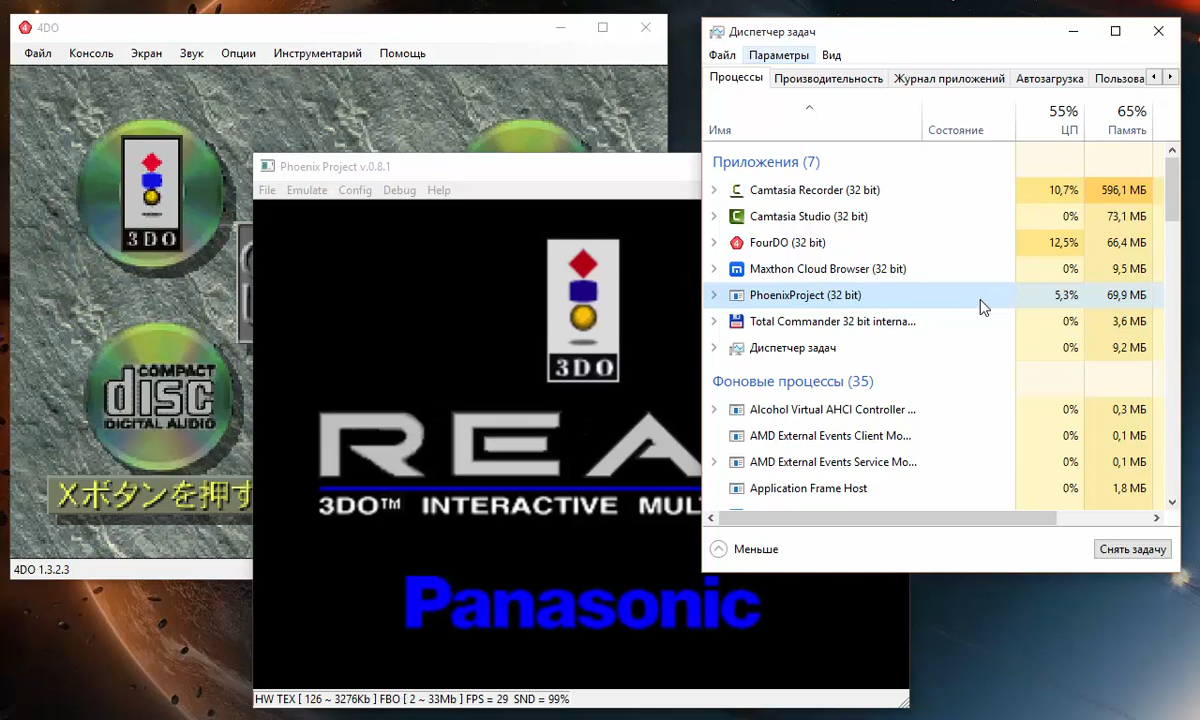 4DO
Файл Консоль Экран Звук Опции Инструментарий Помощь
3DO
COMPACT
disc
DIGITAL AUDIO
Xボタンを押す
4DO 1.3.2.3
Phoenix Project v.0.8.1
File Emulate Config Debug Help
3DO
REA
3DO™ INTERACTIVE MUL
Panasonic
HW TEX [ 126 ~ 3276Kb ] FBO [ 2 ~ 33Mb ] FPS = 29 SND = 99%
Диспетчер задач
Файл Параметры Вид
Процессы Производительность Журнал приложений Автозагрузка Пользова
55% 65%
Имя Состояние ЦП Память
Приложения (7)
Camtasia Recorder (32 bit) 10,7% 596,1 МБ
Camtasia Studio (32 bit) 0% 73,1 МБ
FourDO (32 bit) 12,5% 66,4 МБ
Maxthon Cloud Browser (32 bit) 0% 9,5 МБ
PhoenixProject (32 bit) 5,3% 69,9 МБ
Total Commander 32 bit interna... 0% 3,6 МБ
Диспетчер задач 0% 9,2 МБ
Фоновые процессы (35)
Alcohol Virtual AHCI Controller ... 0% 0,3 МБ
AMD External Events Client Mo... 0% 0,1 МБ
AMD External Events Service Mo... 0% 0,1 МБ
Application Frame Host 0% 1,8 МБ
Меньше Снять задачу